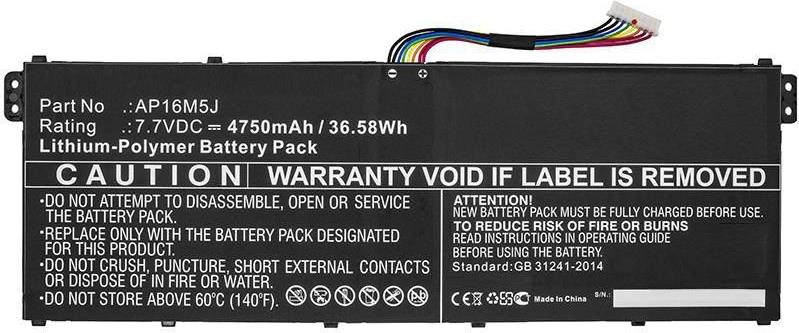 Part No .:AP16M5J
Rating .:7.7VDC ⎓ 4750mAh / 36.58Wh
Lithium-Polymer Battery Pack
CAUTION WARRANTY VOID IF LABEL IS REMOVED
•DO NOT ATTEMPT TO DISASSEMBLE, OPEN OR SERVICE
THE BATTERY PACK.
•REPLACE ONLY WITH THE BATTERY PACK DESIGNATED
FOR THIS PRODUCT.
•DO NOT CRUSH, PUNCTURE, SHORT EXTERNAL CONTACTS
OR DISPOSE OF IN FIRE OR WATER.
•DO NOT STORE ABOVE 60°C (140°F).
ATTENTION!
NEW BATTERY PACK MUST BE FULLY CHARGED BEFORE USE.
TO REDUCE RISK OF FIRE OR BURNS
READ INSTRUCTIONS IN OPERATING GUIDE
BEFORE USING THE BATTERY.
Standard:GB 31241-2014
CE Made In China S/N.: